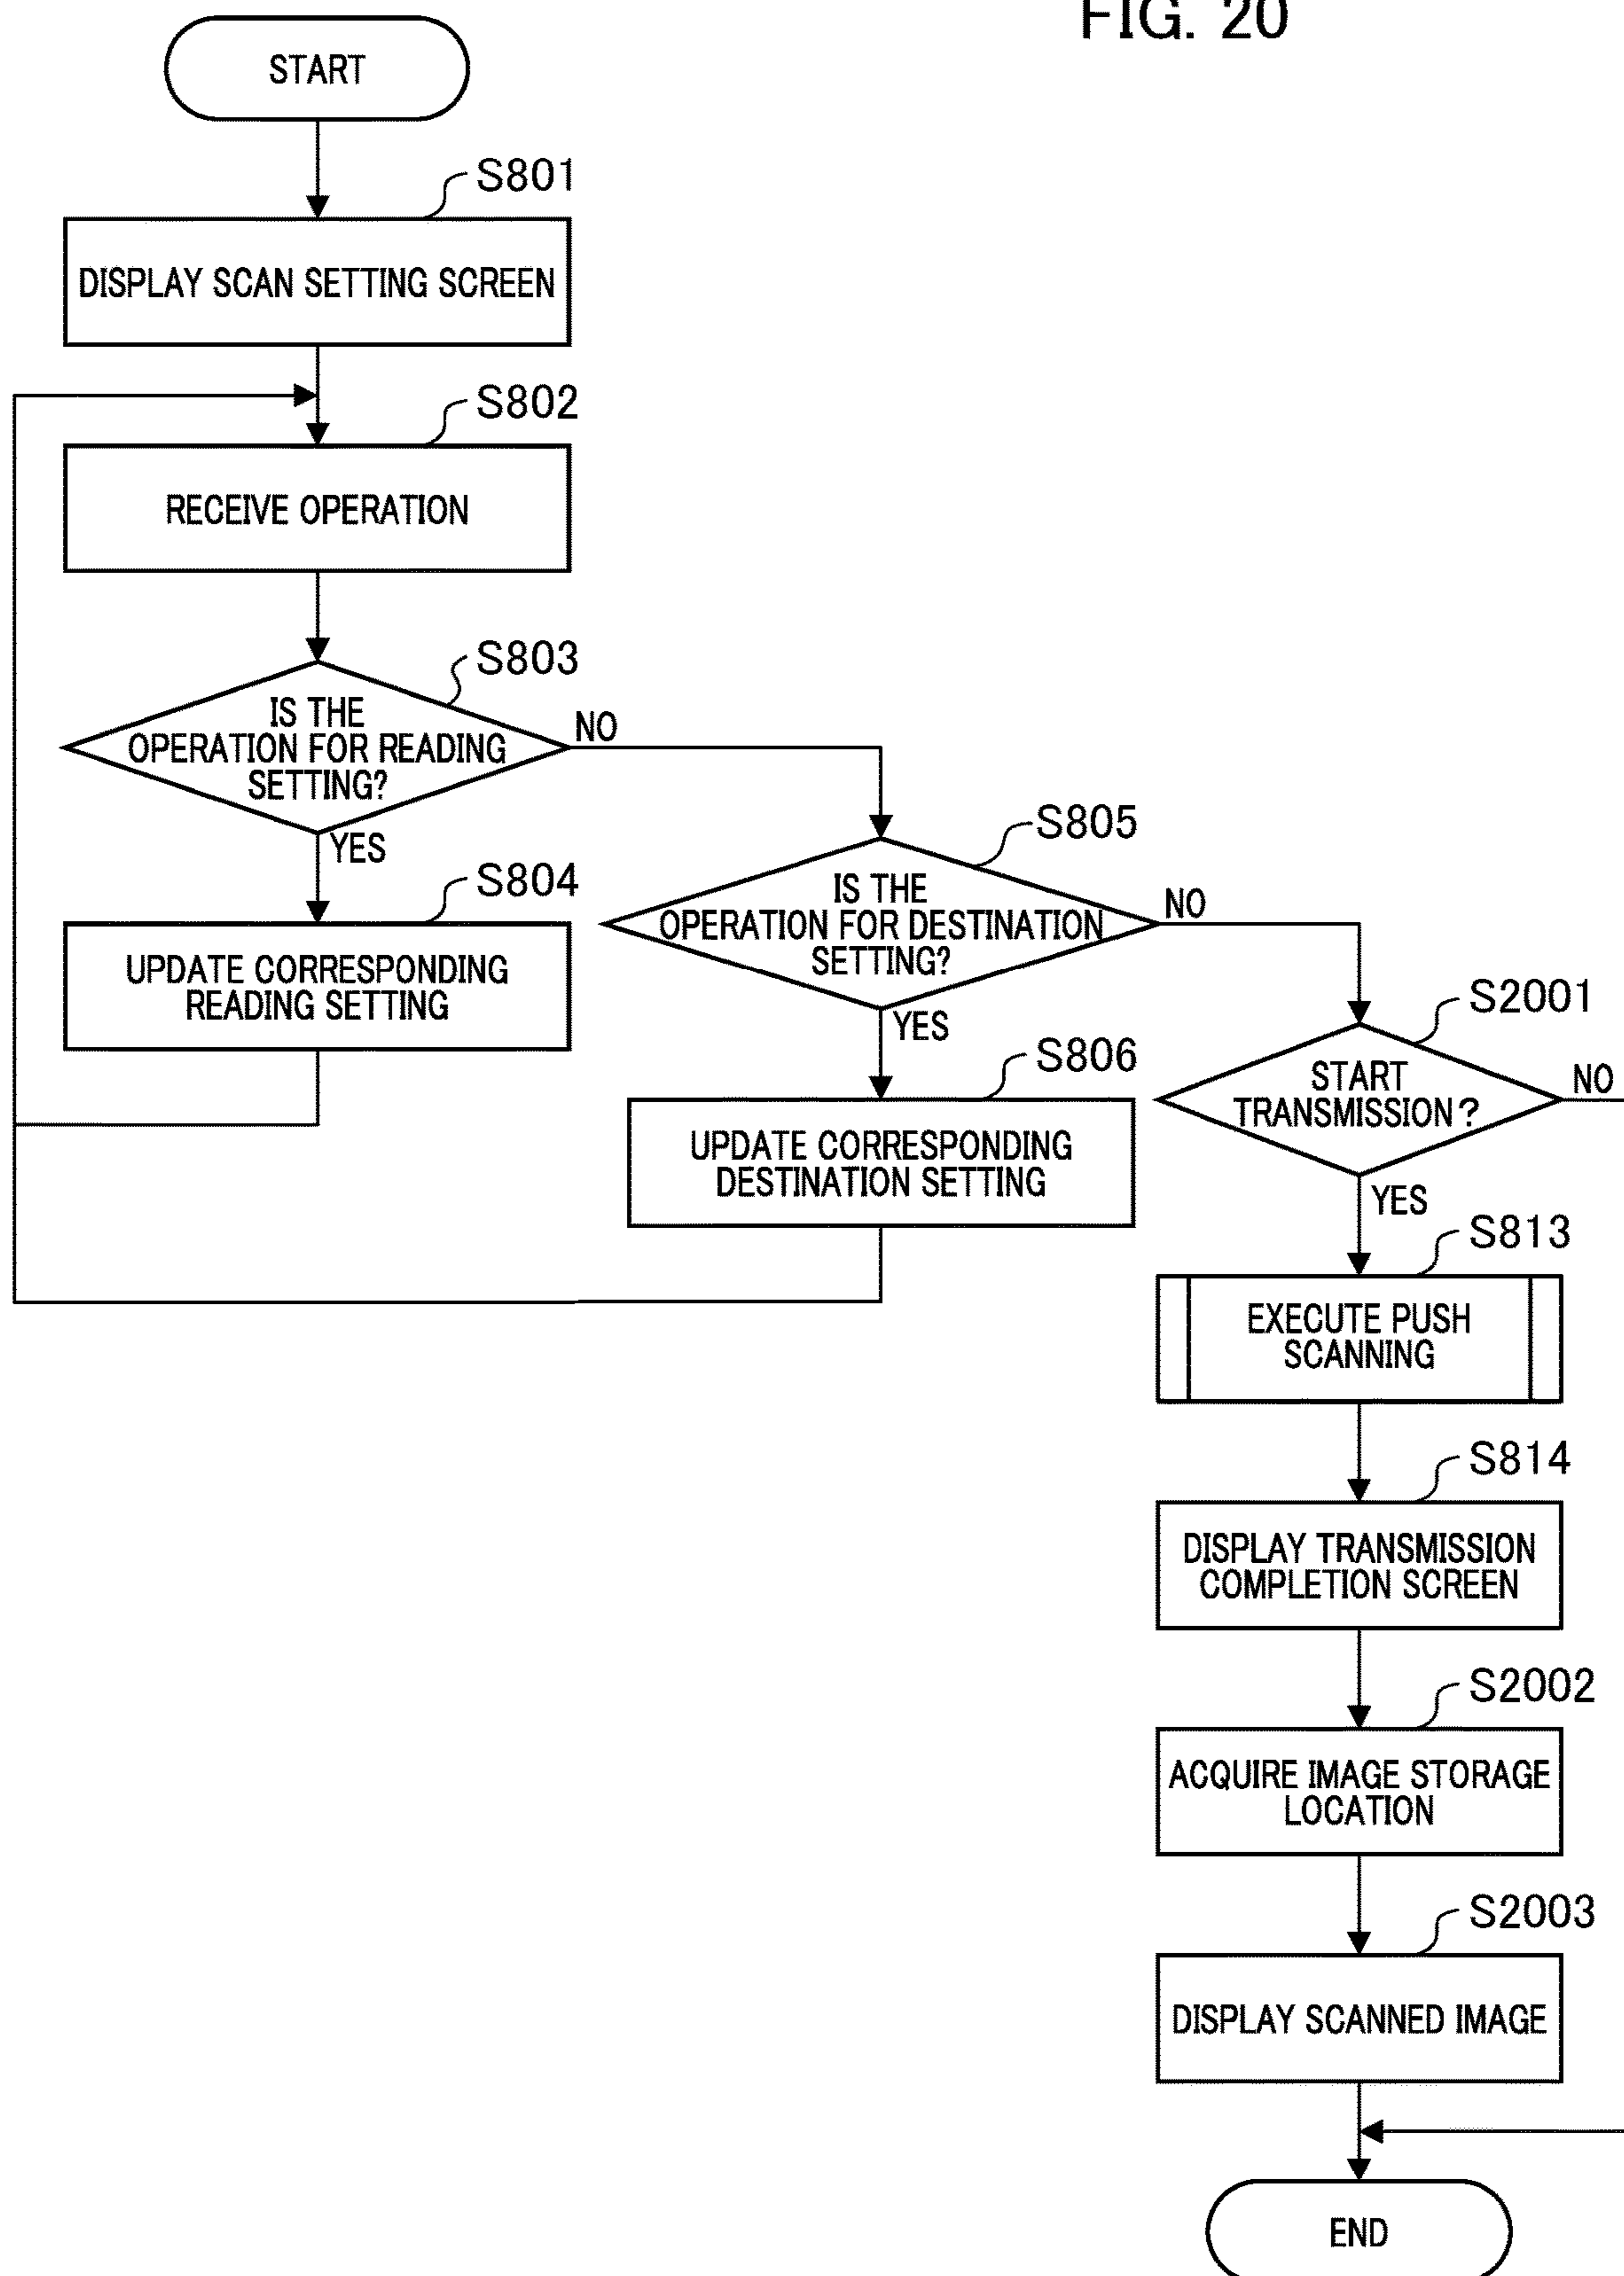 FIG. 20
START
S801
DISPLAY SCAN SETTING SCREEN
S802
RECEIVE OPERATION
S803
IS THE
OPERATION FOR READING
SETTING?
NO
YES
S804
UPDATE CORRESPONDING
READING SETTING
S805
IS THE
OPERATION FOR DESTINATION
SETTING?
NO
YES
S806
UPDATE CORRESPONDING
DESTINATION SETTING
S2001
START
TRANSMISSION?
NO
YES
S813
EXECUTE PUSH
SCANNING
S814
DISPLAY TRANSMISSION
COMPLETION SCREEN
S2002
ACQUIRE IMAGE STORAGE
LOCATION
S2003
DISPLAY SCANNED IMAGE
END